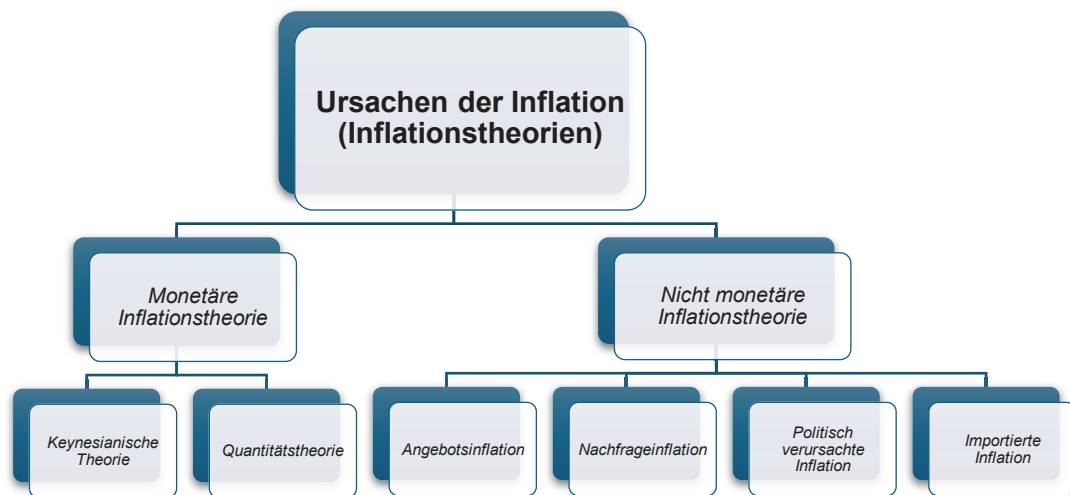 Ursachen der Inflation
(Inflationstheorien)
Monetäre
Inflationstheorie
Nicht monetäre
Inflationstheorie
Keynesianische
Theorie
Quantitätstheorie
Angebotsinflation
Nachfrageinflation
Politisch
verursachte
Inflation
Importierte
Inflation